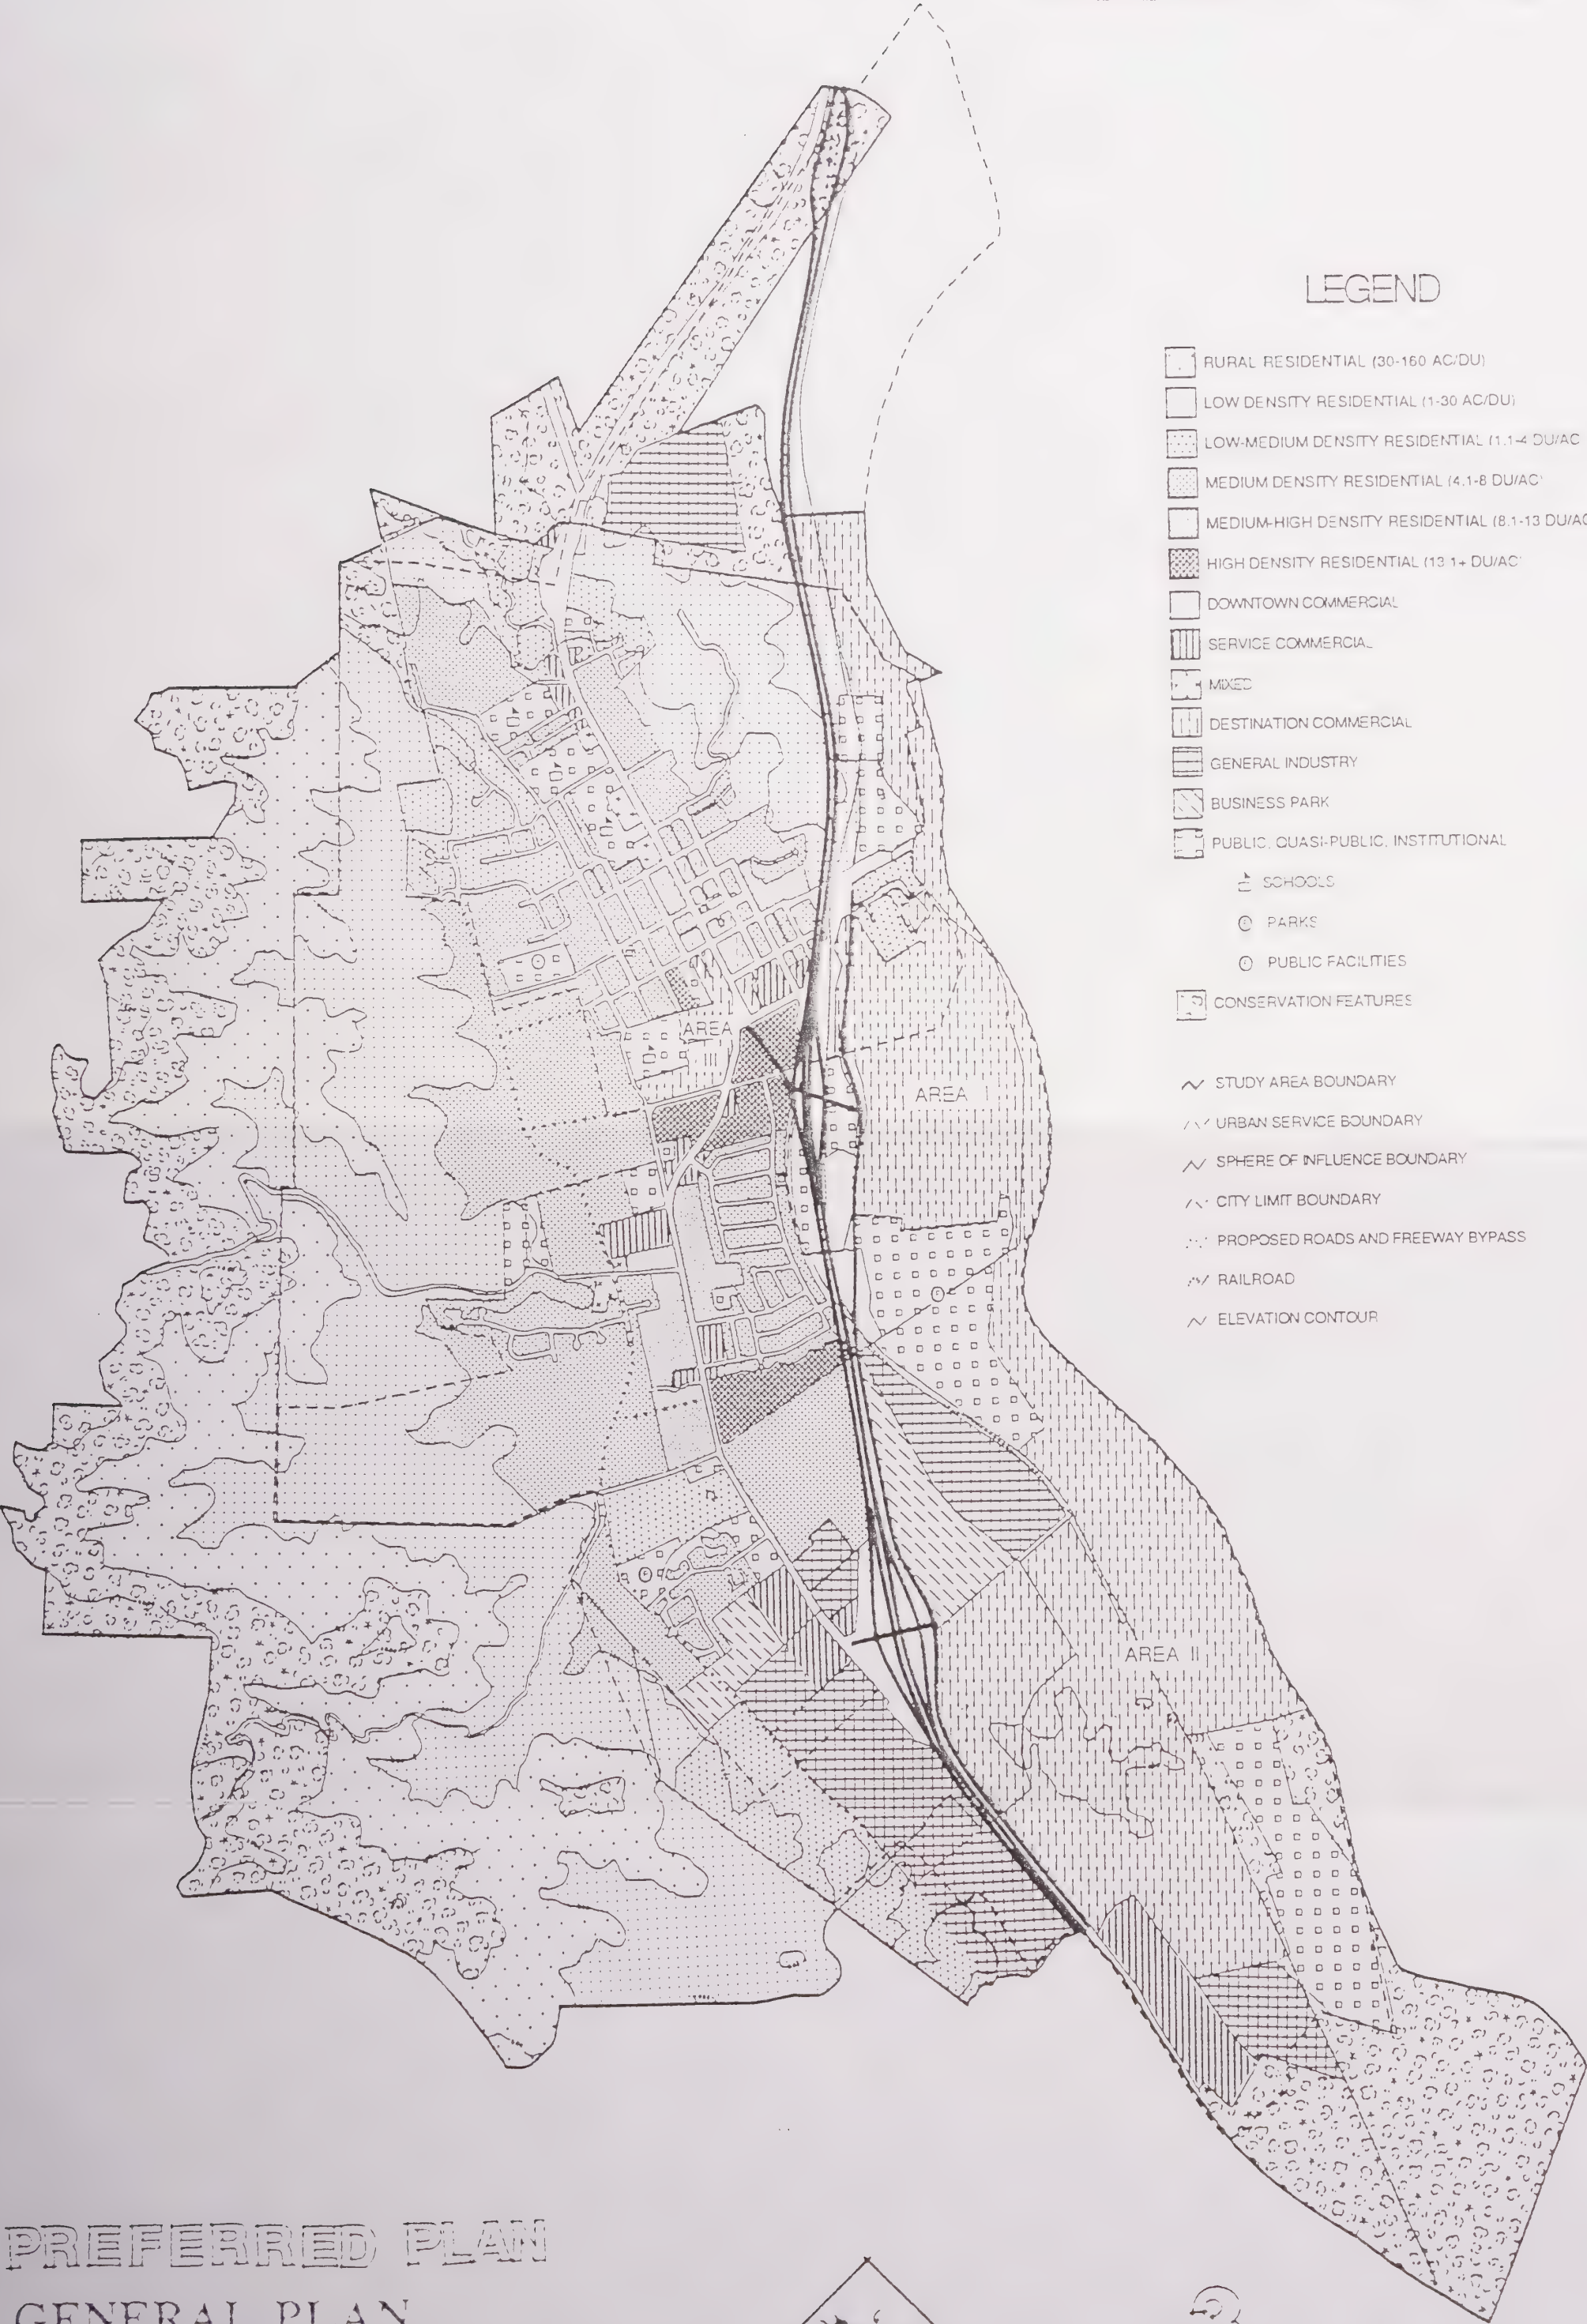 LEGEND
RURAL RESIDENTIAL (30-160 AC/DU)
LOW DENSITY RESIDENTIAL (1-30 AC/DU)
LOW-MEDIUM DENSITY RESIDENTIAL (1.1-4 DU/AC
MEDIUM DENSITY RESIDENTIAL (4.1-8 DU/AC)
MEDIUM-HIGH DENSITY RESIDENTIAL (8.1-13 DU/AC
HIGH DENSITY RESIDENTIAL (13.1+ DU/AC)
DOWNTOWN COMMERCIAL
SERVICE COMMERCIAL
MIXED
DESTINATION COMMERCIAL
GENERAL INDUSTRY
BUSINESS PARK
PUBLIC, QUASI-PUBLIC, INSTITUTIONAL
SCHOOLS
PARKS
PUBLIC FACILITIES
CONSERVATION FEATURES
STUDY AREA BOUNDARY
URBAN SERVICE BOUNDARY
SPHERE OF INFLUENCE BOUNDARY
CITY LIMIT BOUNDARY
PROPOSED ROADS AND FREEWAY BYPASS
RAILROAD
ELEVATION CONTOUR
AREA
III
AREA I
AREA II
PREFERRED PLAN
GENERAL PLAN